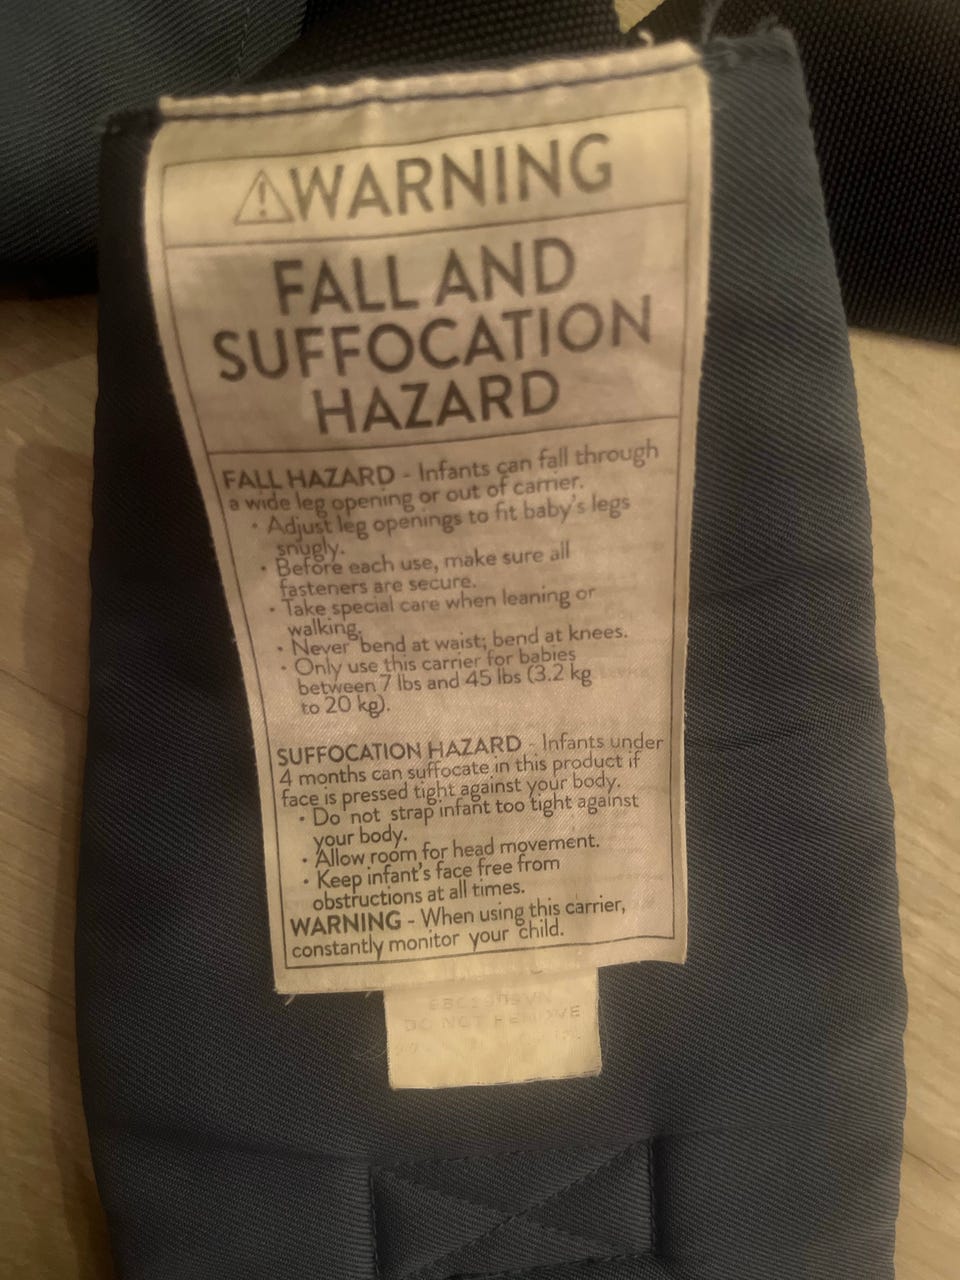 ⚠WARNING
FALL AND
SUFFOCATION
HAZARD
FALL HAZARD - Infants can fall through
a wide leg opening or out of carrier.
• Adjust leg openings to fit baby's legs
snugly.
• Before each use, make sure all
fasteners are secure.
• Take special care when leaning or
walking.
• Never bend at waist; bend at knees.
• Only use this carrier for babies
between 7 lbs and 45 lbs (3.2 kg
to 20 kg).
SUFFOCATION HAZARD - Infants under
4 months can suffocate in this product if
face is pressed tight against your body.
• Do not strap infant too tight against
your body.
• Allow room for head movement.
• Keep infant's face free from
obstructions at all times.
WARNING - When using this carrier,
constantly monitor your child.
DO NOT REMOVE